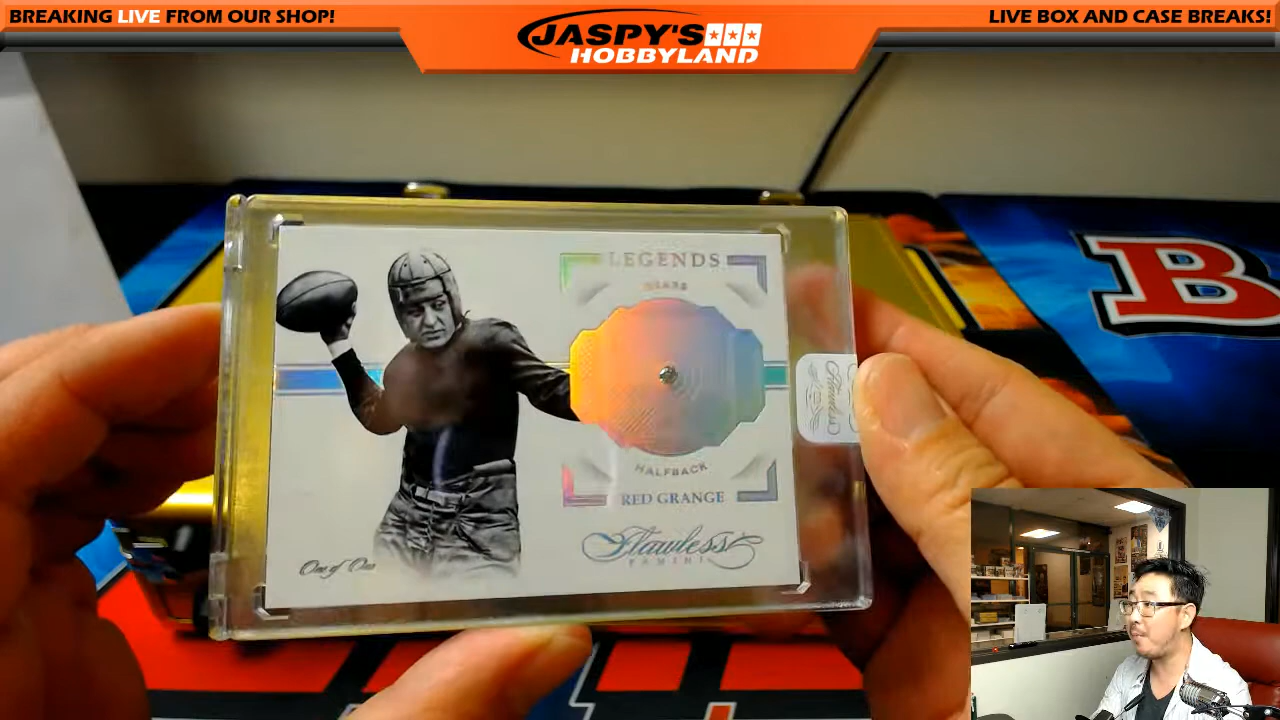 BREAKING LIVE FROM OUR SHOP!
JASPY'S
HOBBYLAND
LIVE BOX AND CASE BREAKS!
LEGENDS
BEARS
HALFBACK
RED GRANGE
Flawless
PANINI
One of One
Flawless
B